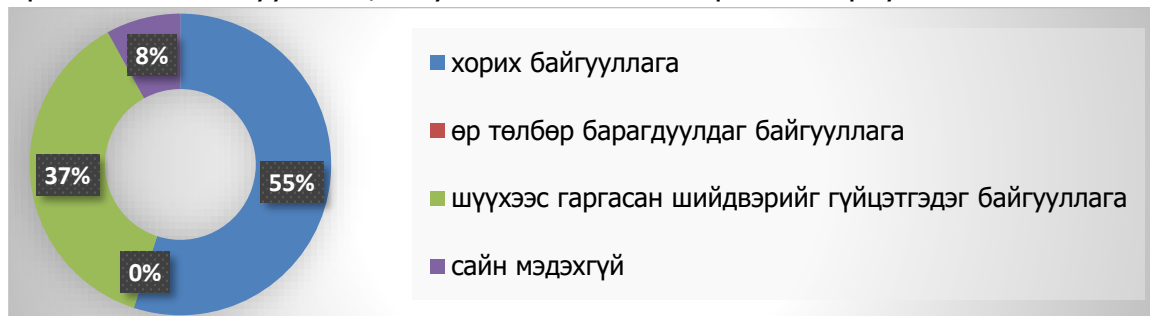 8%
37%
55%
0%
хорих байгууллага
өр төлбөр барагдуулдаг байгууллага
шүүхээс гаргасан шийдвэрийг гүйцэтгэдэг байгууллага
сайн мэдэхгүй